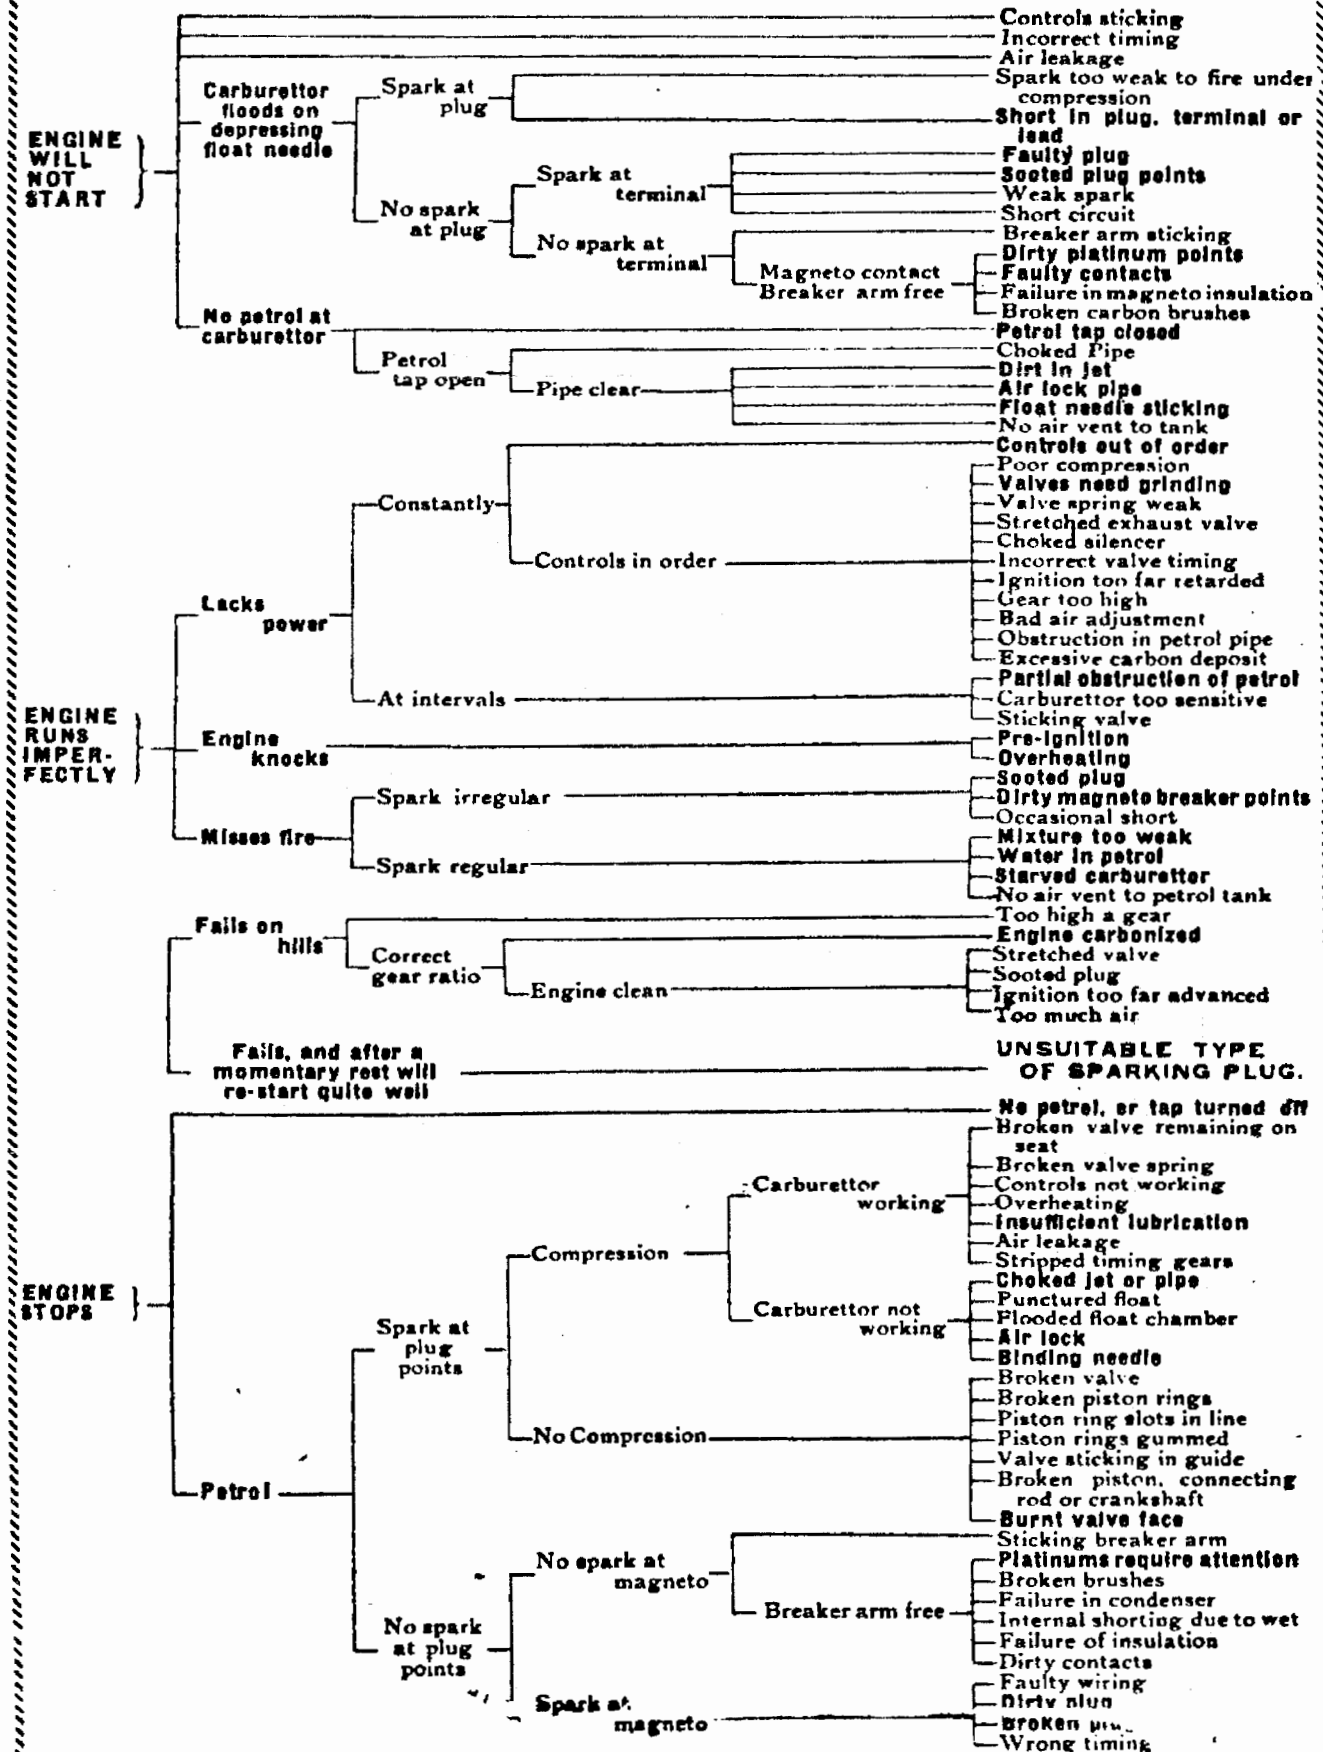 Controls sticking
Incorrect timing
Air leakage
Carburettor
floods on
depressing
float needle
Spark at
plug
Spark too weak to fire under
compression
Short in plug, terminal or
lead
ENGINE
WILL
NOT
START
No spark
at plug
Spark at
terminal
Faulty plug
Sooted plug points
Weak spark
Short circuit
No spark at
terminal
Breaker arm sticking
Magneto contact
Breaker arm free
Dirty platinum points
Faulty contacts
Failure in magneto insulation
Broken carbon brushes
No petrol at
carburettor
Petrol tap closed
Petrol
tap open
Choked Pipe
Pipe clear
Dirt in jet
Air lock pipe
Float needle sticking
No air vent to tank
ENGINE
RUNS
IMPER-
FECTLY
Lacks
power
Constantly
Controls out of order
Controls in order
Poor compression
Valves need grinding
Valve spring weak
Stretched exhaust valve
Choked silencer
Incorrect valve timing
Ignition too far retarded
Gear too high
Bad air adjustment
Obstruction in petrol pipe
Excessive carbon deposit
At intervals
Partial obstruction of petrol
Carburettor too sensitive
Sticking valve
Engine
knocks
Pre-ignition
Overheating
Misses fire
Spark irregular
Sooted plug
Dirty magneto breaker points
Occasional short
Spark regular
Mixture too weak
Water in petrol
Starved carburettor
No air vent to petrol tank
Fails on
hills
Too high a gear
Correct
gear ratio
Engine carbonized
Engine clean
Stretched valve
Sooted plug
Ignition too far advanced
Too much air
Fails, and after a
momentary rest will
re-start quite well
UNSUITABLE TYPE
OF SPARKING PLUG.
ENGINE
STOPS
No petrol, or tap turned off
Petrol
Spark at
plug
points
Compression
Carburettor
working
Broken valve remaining on
seat
Broken valve spring
Controls not working
Overheating
Insufficient lubrication
Air leakage
Stripped timing gears
Carburettor not
working
Choked jet or pipe
Punctured float
Flooded float chamber
Air lock
Binding needle
No Compression
Broken valve
Broken piston rings
Piston ring slots in line
Piston rings gummed
Valve sticking in guide
Broken piston, connecting
rod or crankshaft
Burnt valve face
No spark
at plug
points
No spark at
magneto
Sticking breaker arm
Breaker arm free
Platinums require attention
Broken brushes
Failure in condenser
Internal shorting due to wet
Failure of insulation
Dirty contacts
Spark at
magneto
Faulty wiring
Dirty plug
Broken
Wrong timing